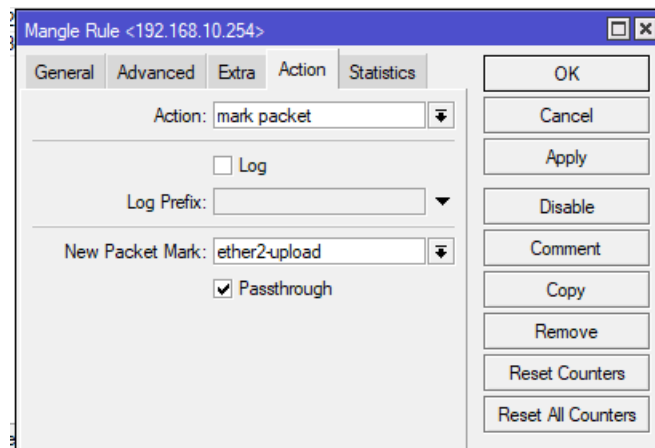 Mangle Rule <192.168.10.254>
General Advanced Extra Action Statistics
OK
Action: mark packet
Cancel
Log
Apply
Log Prefix:
Disable
New Packet Mark: ether2-upload
Comment
Passthrough
Copy
Remove
Reset Counters
Reset All Counters